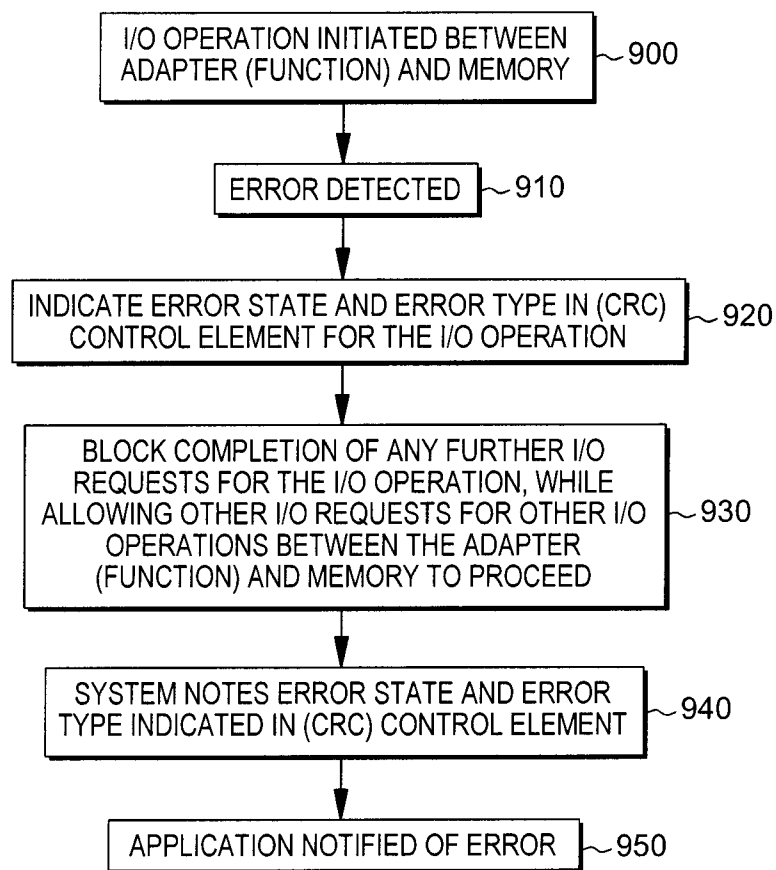 I/O OPERATION INITIATED BETWEEN
ADAPTER (FUNCTION) AND MEMORY
900
ERROR DETECTED
910
INDICATE ERROR STATE AND ERROR TYPE IN (CRC)
CONTROL ELEMENT FOR THE I/O OPERATION
920
BLOCK COMPLETION OF ANY FURTHER I/O
REQUESTS FOR THE I/O OPERATION, WHILE
ALLOWING OTHER I/O REQUESTS FOR OTHER I/O
OPERATIONS BETWEEN THE ADAPTER
(FUNCTION) AND MEMORY TO PROCEED
930
SYSTEM NOTES ERROR STATE AND ERROR
TYPE INDICATED IN (CRC) CONTROL ELEMENT
940
APPLICATION NOTIFIED OF ERROR
950